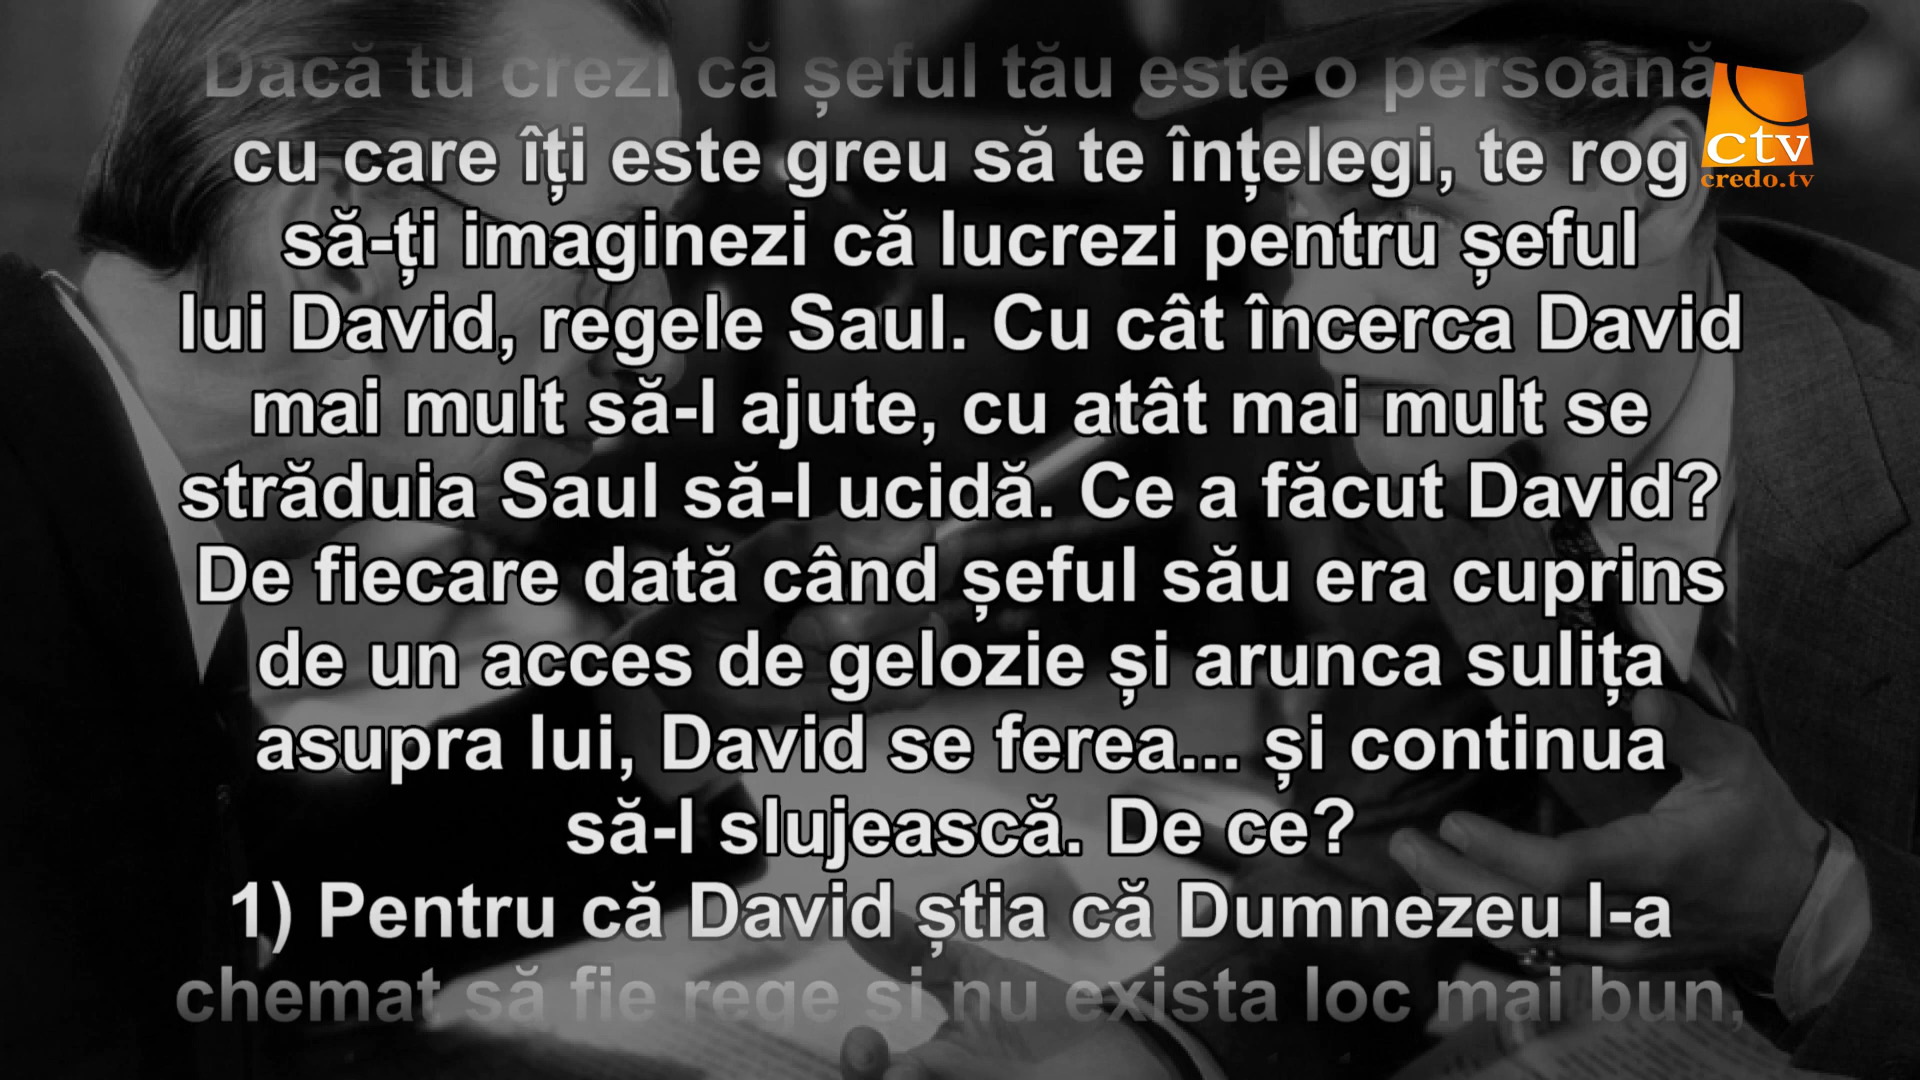 Dacă tu crezi că șeful tău este o persoană
cu care îți este greu să te înțelegi, te rog
să-ți imaginezi că lucrezi pentru șeful
lui David, regele Saul. Cu cât încerca David
mai mult să-l ajute, cu atât mai mult se
străduia Saul să-l ucidă. Ce a făcut David?
De fiecare dată când șeful său era cuprins
de un acces de gelozie și arunca sulița
asupra lui, David se ferea... și continua
să-l slujească. De ce?
1) Pentru că David știa că Dumnezeu l-a
chemat să fie rege și nu exista loc mai bun,
ctv
credo.tv